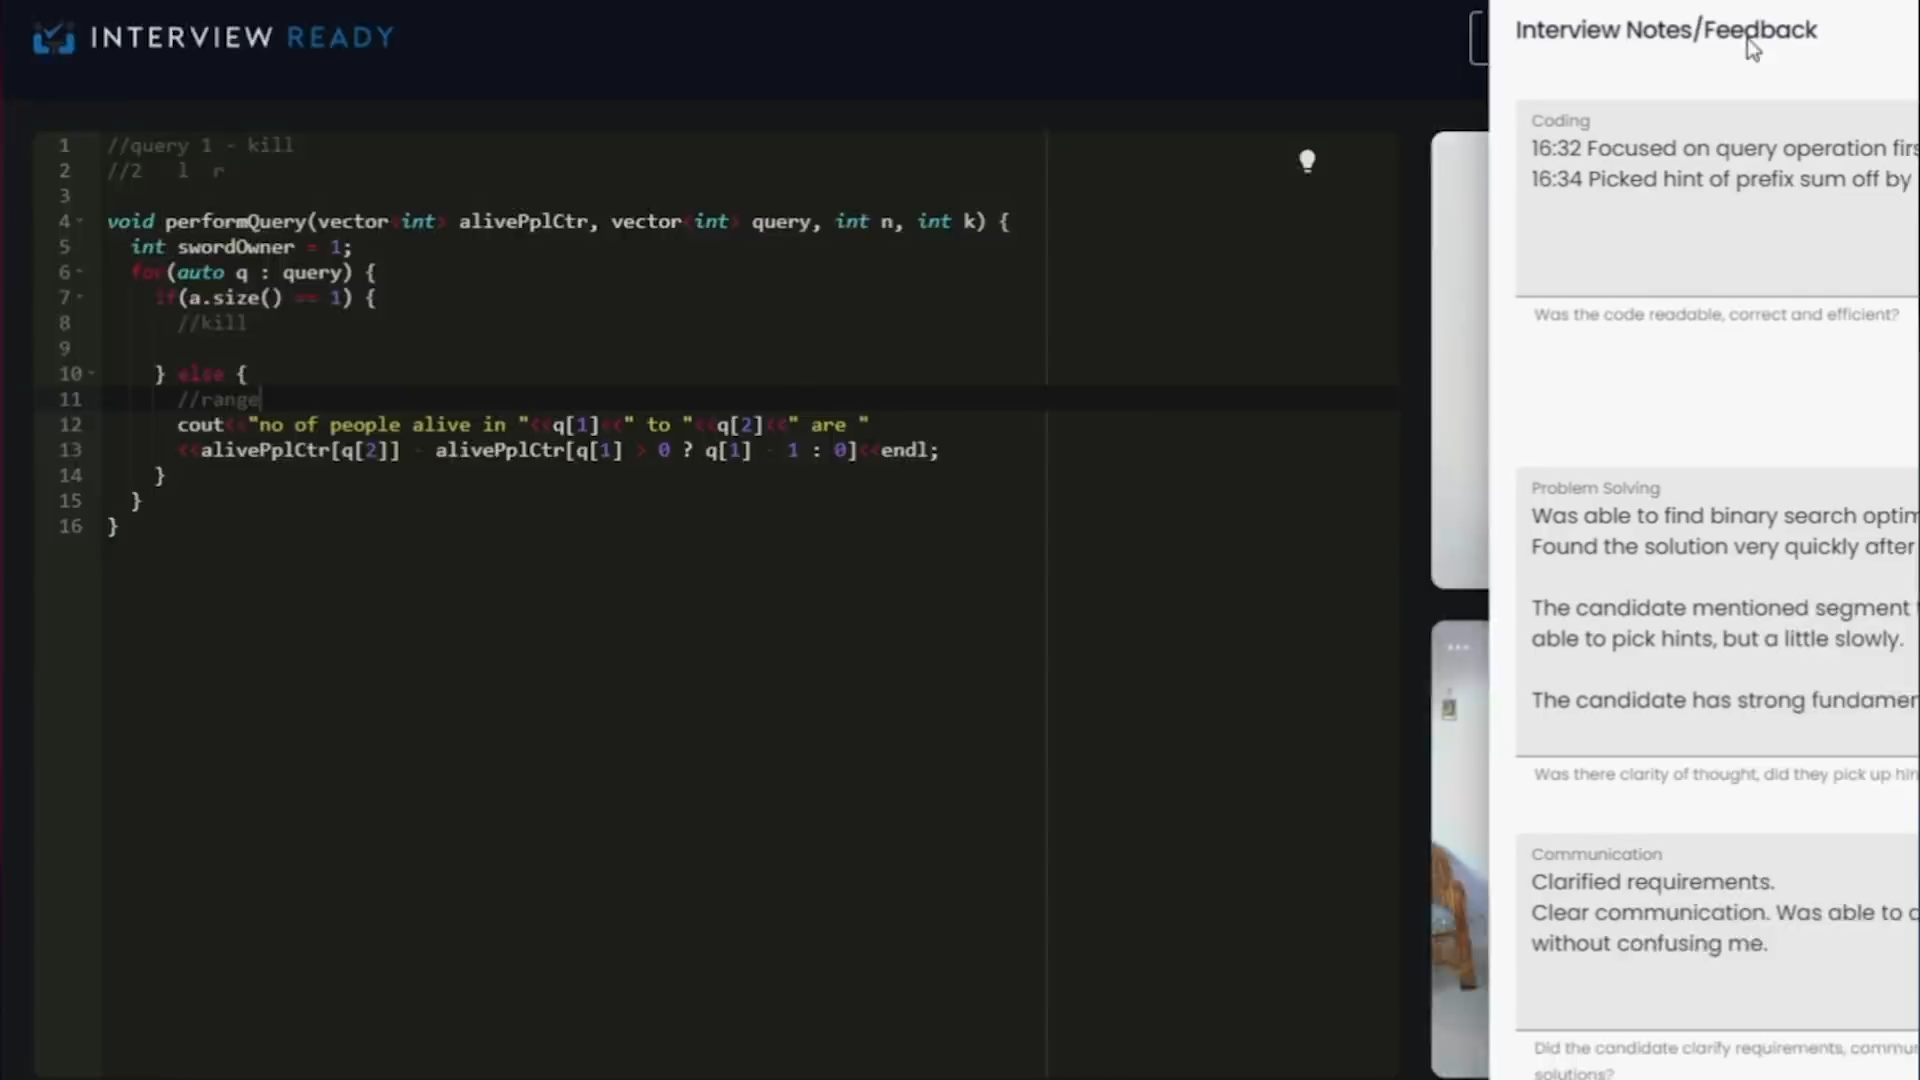 INTERVIEW READY
1 //query 1 - kill
2 //2   l  r
3
4 void performQuery(vector<int> alivePplCtr, vector<int> query, int n, int k) {
5   int swordOwner = 1;
6   for(auto q : query) {
7     if(a.size() == 1) {
8       //kill
9
10     } else {
11       //range
12       cout<<"no of people alive in "<<q[1]<<" to "<<q[2]<<" are "
13       <<alivePplCtr[q[2]] - alivePplCtr[q[1] > 0 ? q[1] - 1 : 0]<<endl;
14     }
15   }
16 }
Interview Notes/Feedback
Coding
16:32 Focused on query operation firs
16:34 Picked hint of prefix sum off by
Was the code readable, correct and efficient?
Problem Solving
Was able to find binary search optim
Found the solution very quickly after
The candidate mentioned segment
able to pick hints, but a little slowly.
The candidate has strong fundamen
Was there clarity of thought, did they pick up hin
Communication
Clarified requirements.
Clear communication. Was able to
without confusing me.
Did the candidate clarify requirements, commun
solutions?